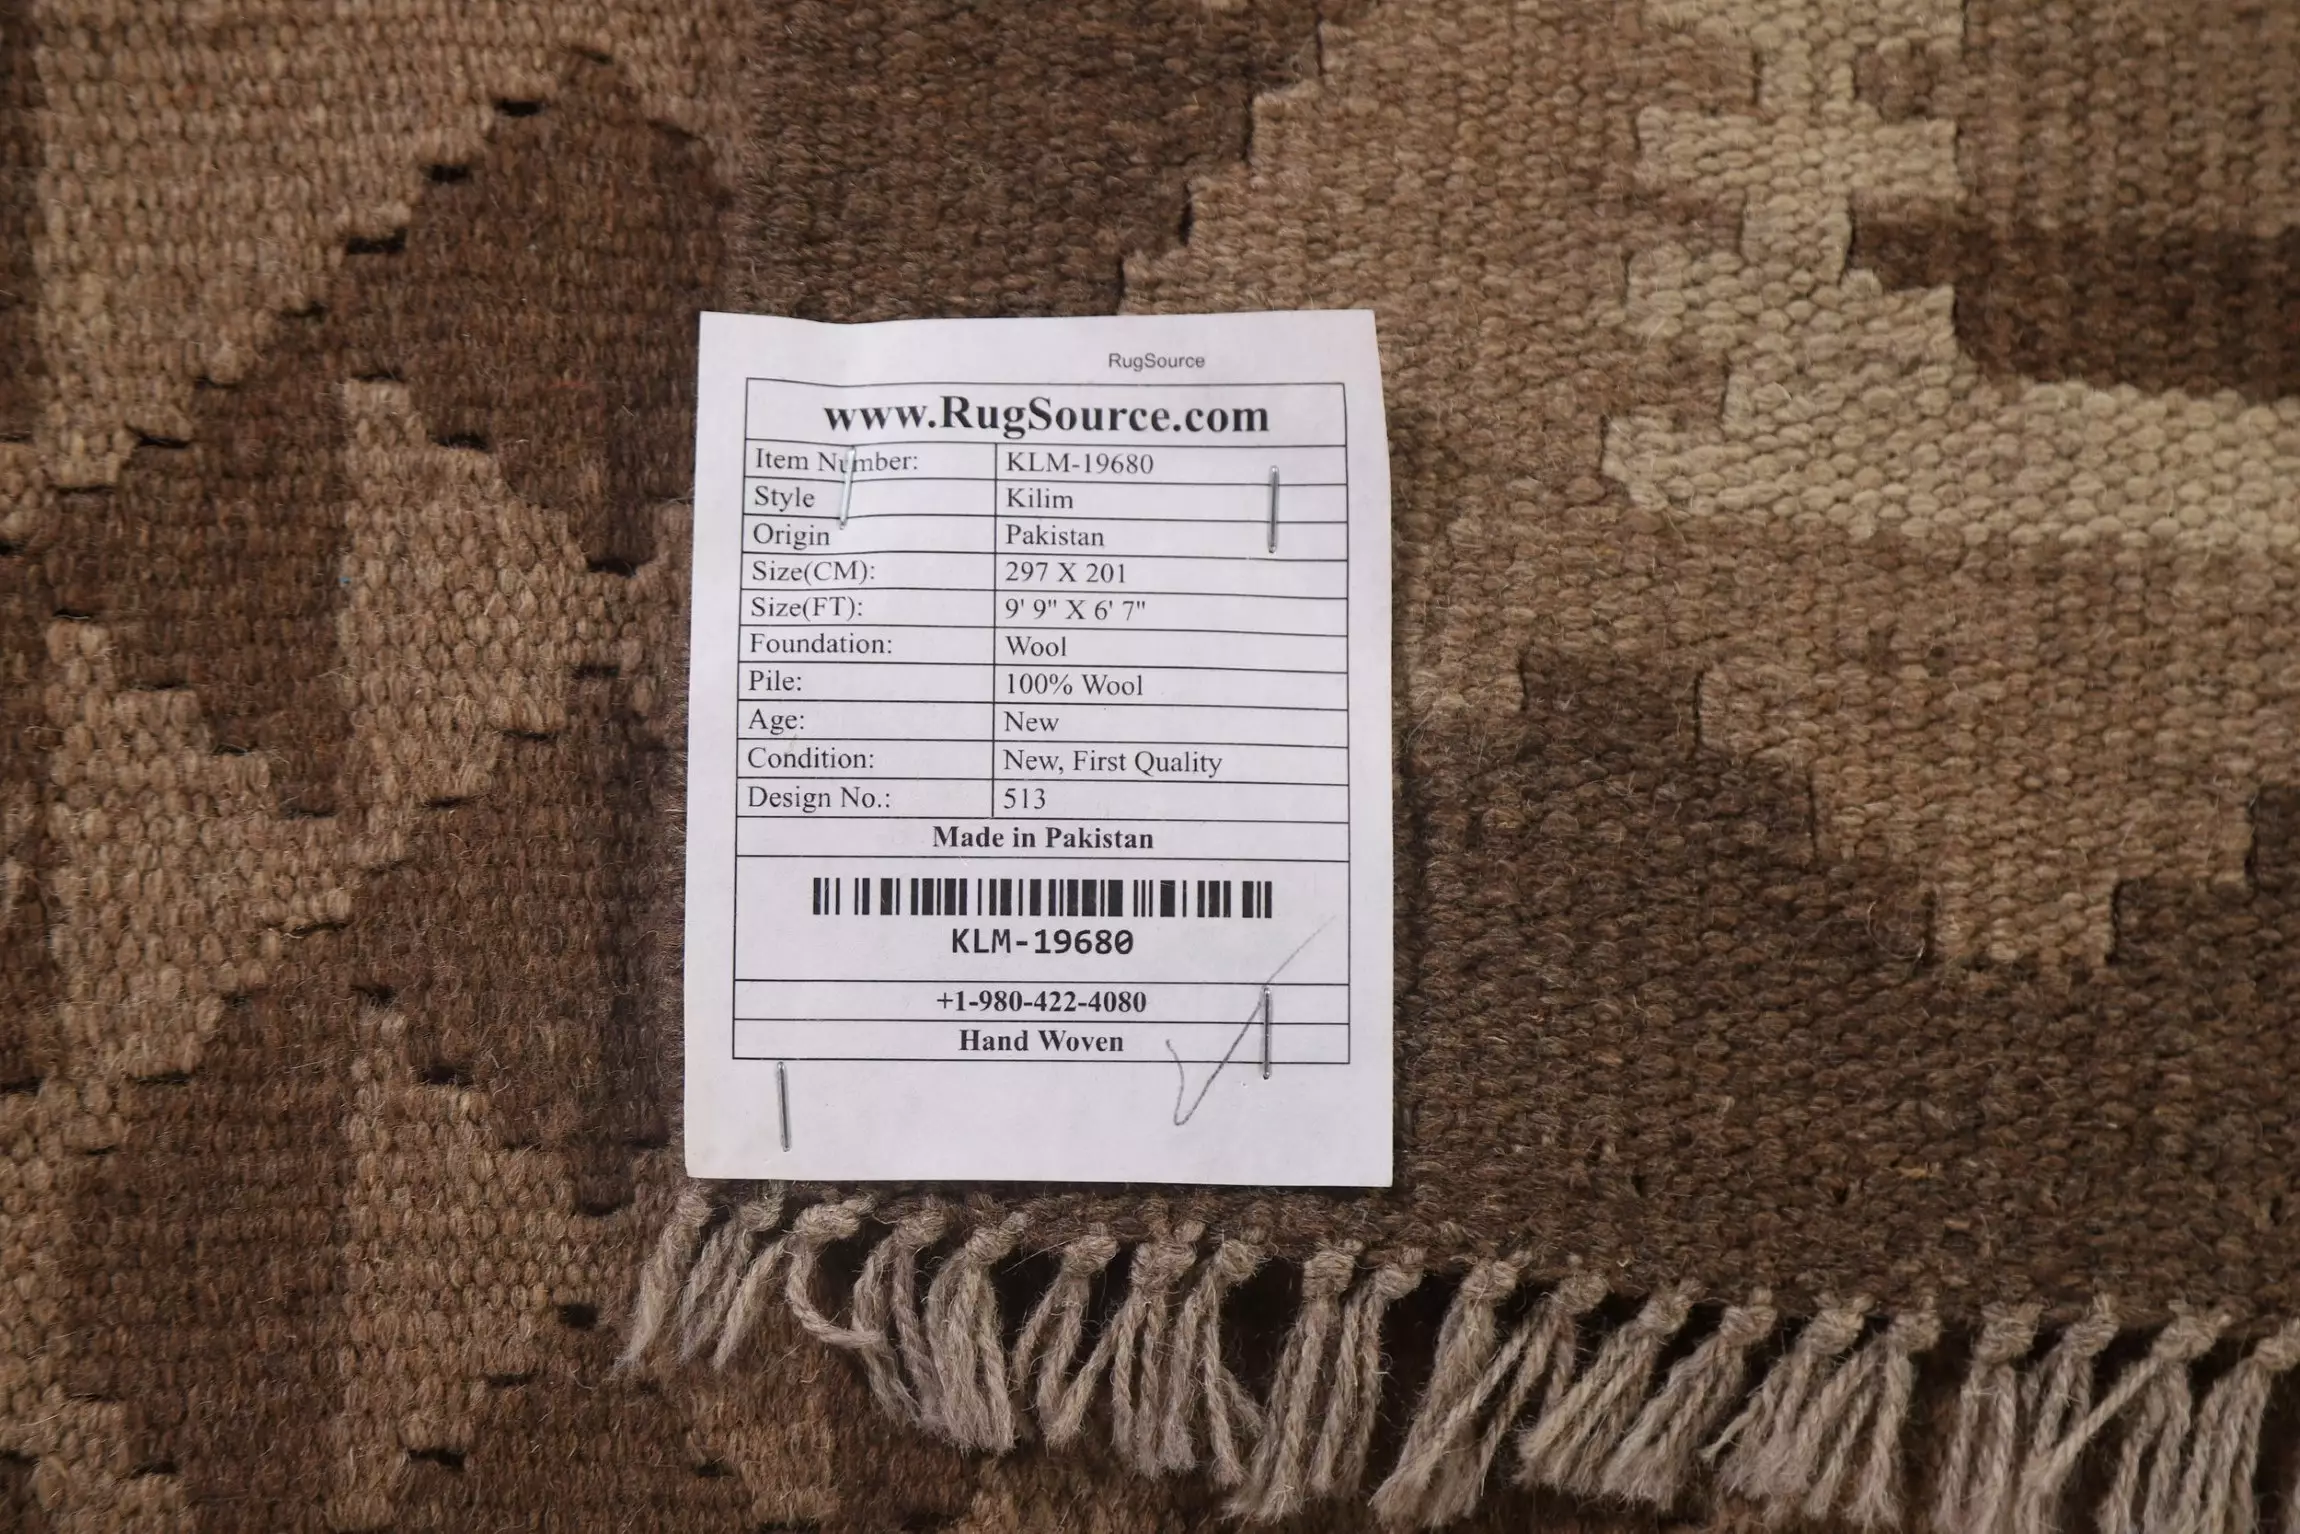 RugSource
www.RugSource.com
Item Number: KLM-19680
Style Kilim
Origin Pakistan
Size(CM): 297 X 201
Size(FT): 9' 9" X 6' 7"
Foundation: Wool
Pile: 100% Wool
Age: New
Condition: New, First Quality
Design No.: 513
Made in Pakistan
KLM-19680
+1-980-422-4080
Hand Woven